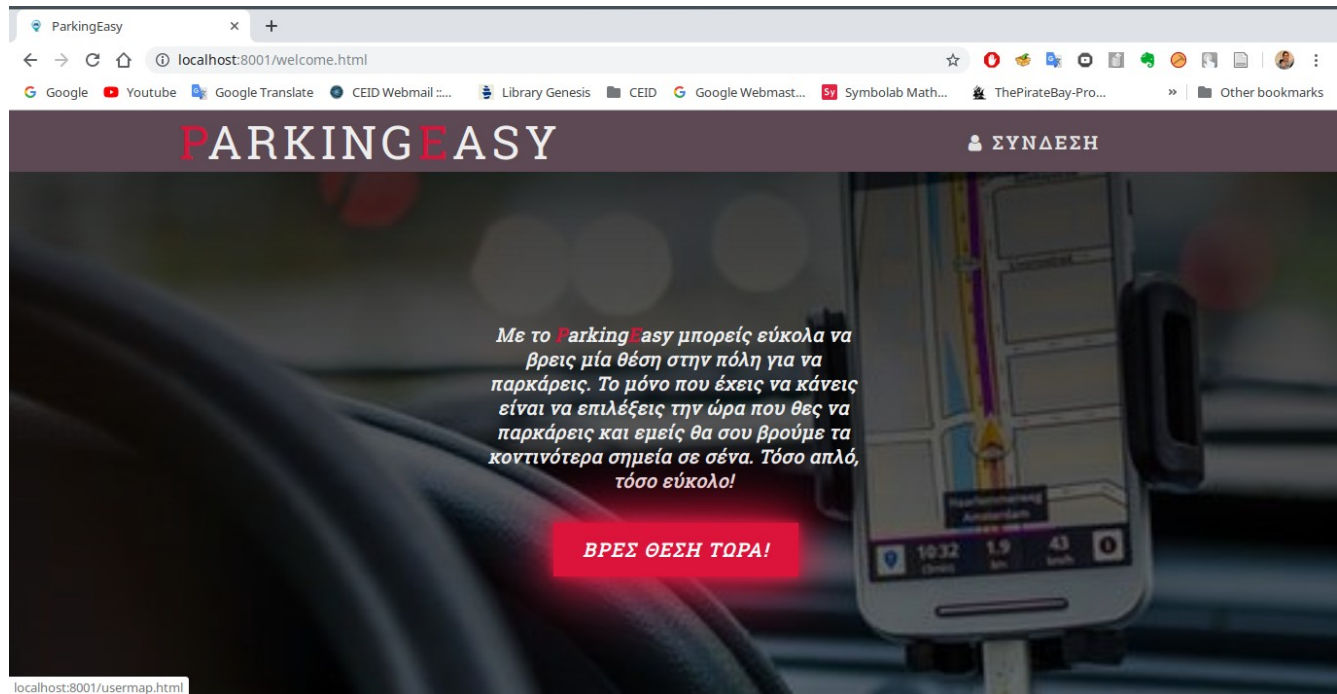 ParkingEasy
localhost:8001/welcome.html
Google Youtube Google Translate CEID Webmail ::... Library Genesis CEID Google Webmast... Symbolab Math... ThePirateBay-Pro... » Other bookmarks
PARKINGEASY ΣΥΝΔΕΣΗ
Με το ParkingEasy μπορείς εύκολα να
βρεις μία θέση στην πόλη για να
παρκάρεις. Το μόνο που έχεις να κάνεις
είναι να επιλέξεις την ώρα που θες να
παρκάρεις και εμείς θα σου βρούμε τα
κοντινότερα σημεία σε σένα. Τόσο απλό,
τόσο εύκολο!
ΒΡΕΣ ΘΕΣΗ ΤΩΡΑ!
Amsterdam
10:32 1.9 43
km
localhost:8001/usermap.html